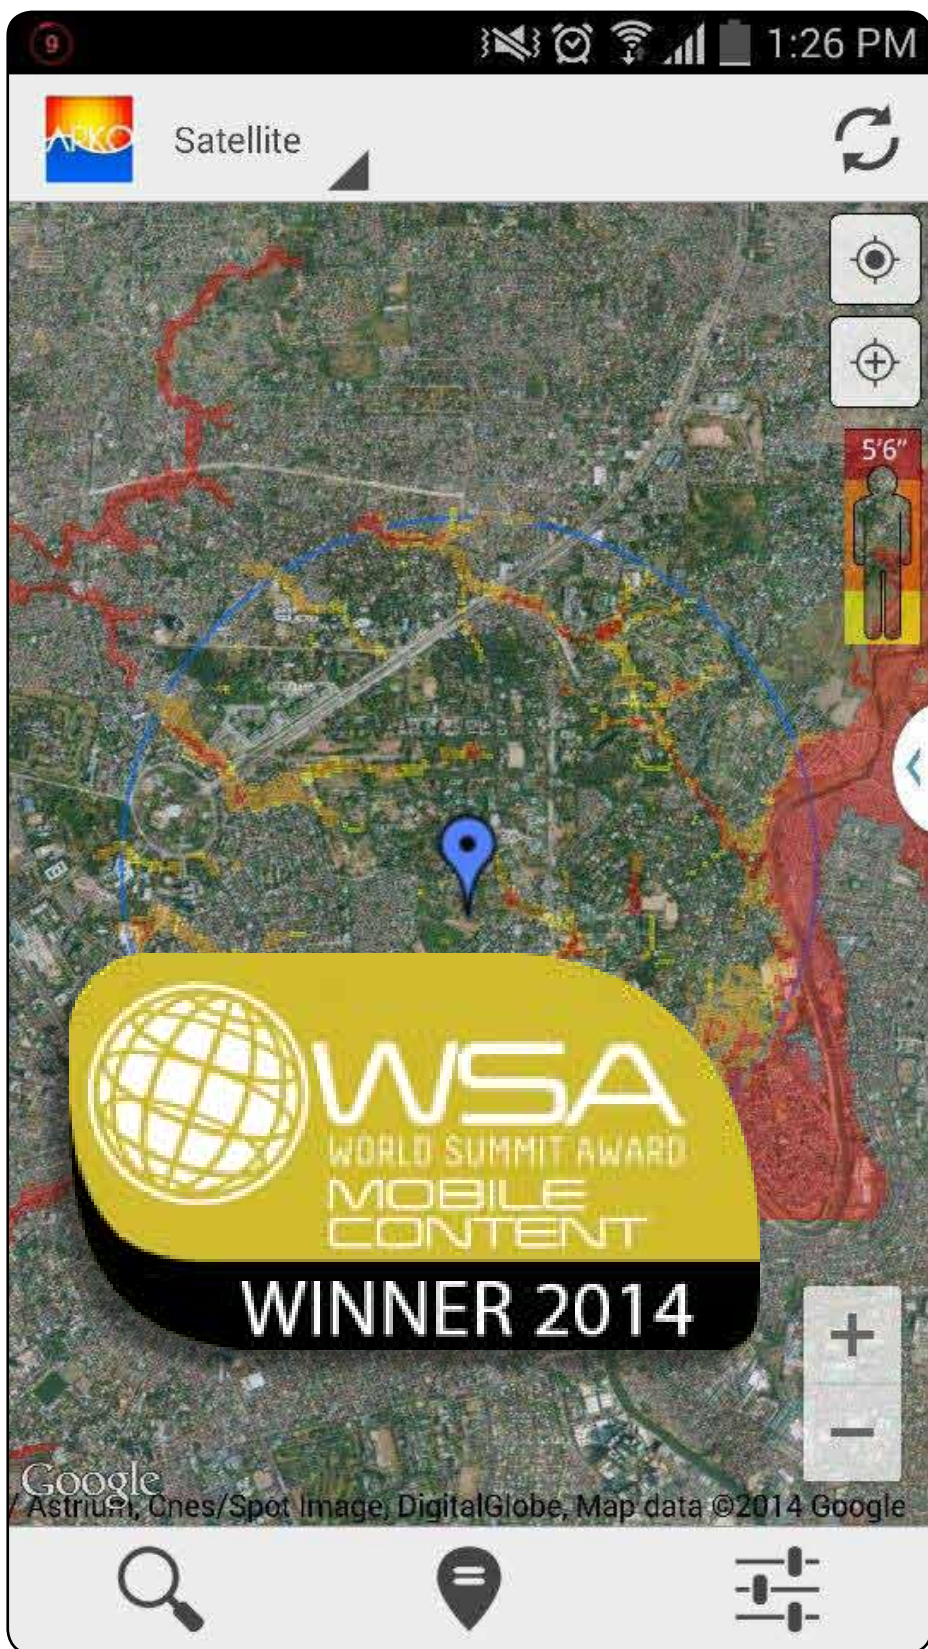 9
1:26 PM
ARKO
Satellite
5'6"
WSA
WORLD SUMMIT AWARD
MOBILE
CONTENT
WINNER 2014
Google
/ Astrium, Cnes/Spot Image, DigitalGlobe, Map data ©2014 Google